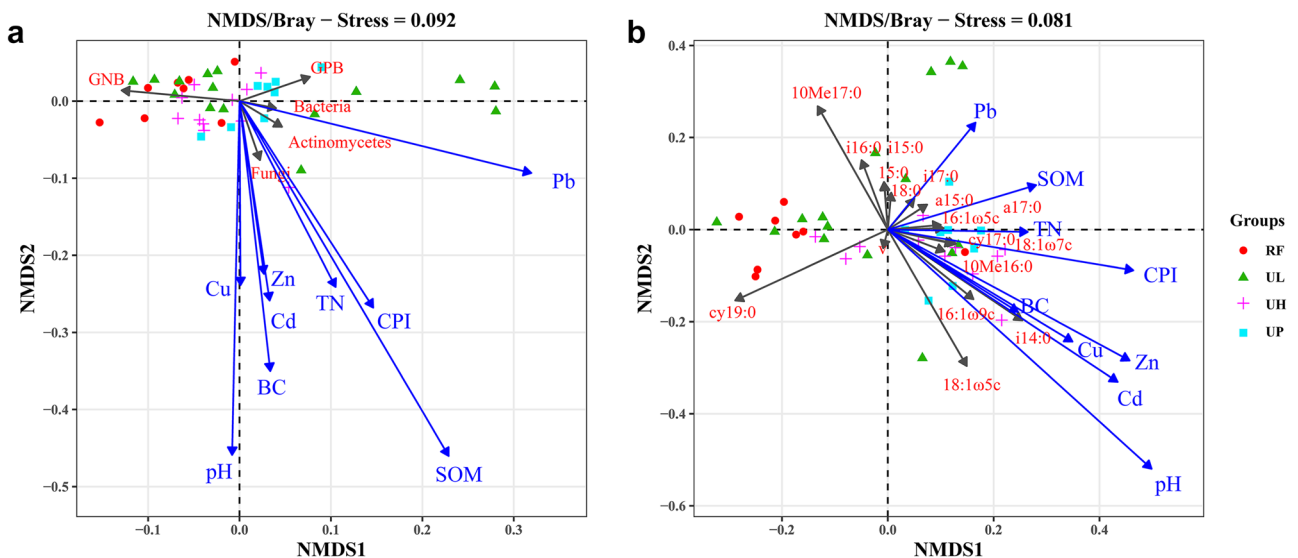 a
NMDS/Bray − Stress = 0.092
GNB
GPB
Bacteria
Actinomycetes
Fungi
Pb
Cu
Zn
Cd
TN
CPI
BC
pH
SOM
0.0
−0.1
−0.2
−0.3
−0.4
−0.5
NMDS2
−0.1
0.0
0.1
0.2
0.3
NMDS1
b
NMDS/Bray − Stress = 0.081
10Me17:0
Pb
i16:0
i15:0
15:0
i17:0
18:0
SOM
a15:0
a17:0
16:1ω5c
TN
cy17:0
18:1ω7c
10Me16:0
CPI
cy19:0
BC
16:1ω9c
i14:0
Cu
Zn
18:1ω5c
Cd
pH
0.4
0.2
0.0
−0.2
−0.4
−0.6
NMDS2
−0.2
0.0
0.2
0.4
NMDS1
Groups
RF
UL
UH
UP